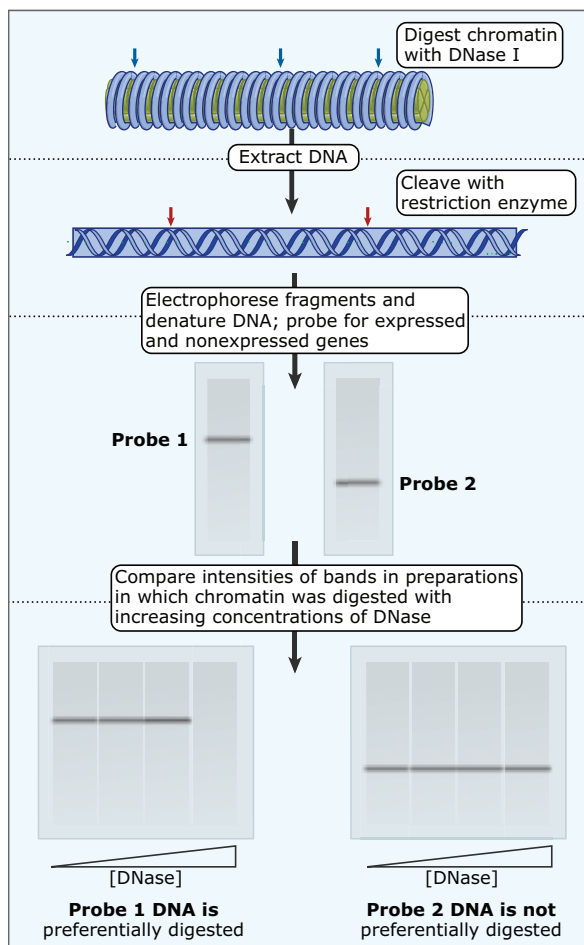 Digest chromatin
with DNase I
Extract DNA
Cleave with
restriction enzyme
Electrophorese fragments and
denature DNA; probe for expressed
and nonexpressed genes
Probe 1
Probe 2
Compare intensities of bands in preparations
in which chromatin was digested with
increasing concentrations of DNase
[DNase]
Probe 1 DNA is
preferentially digested
[DNase]
Probe 2 DNA is not
preferentially digested